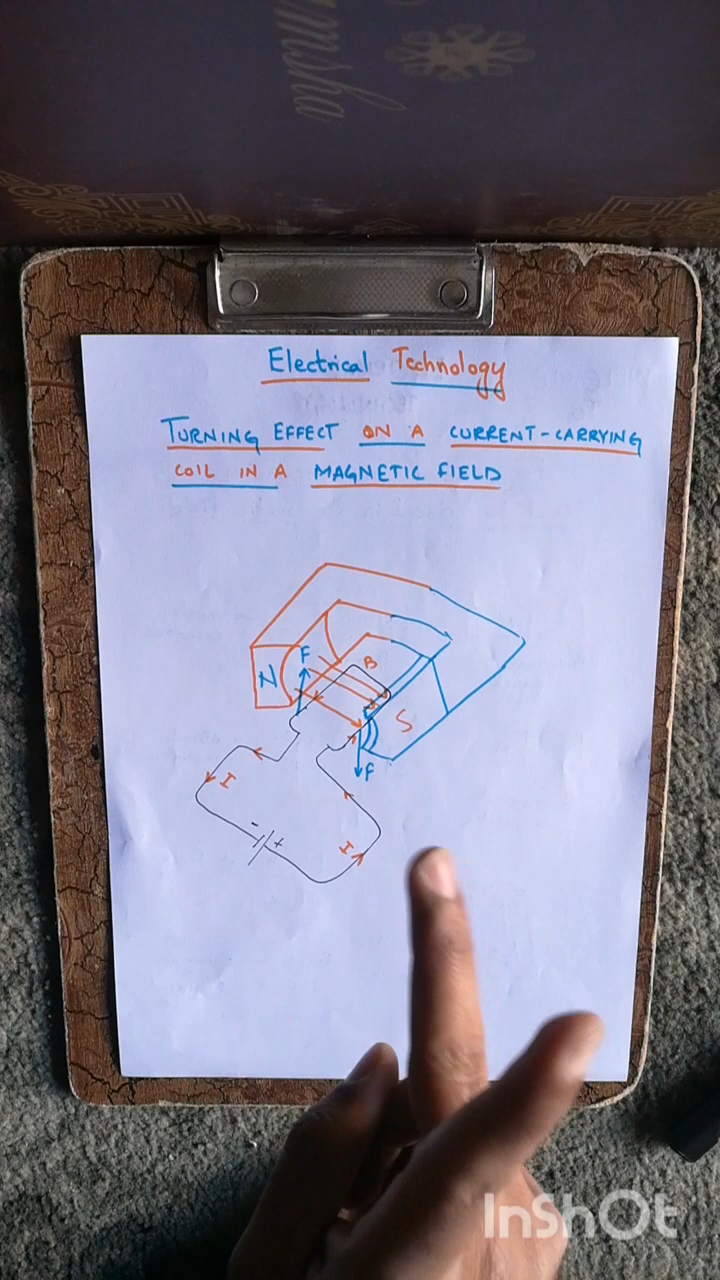 Electrical Technology
TURNING EFFECT ON A CURRENT-CARRYING
COIL IN A MAGNETIC FIELD
B
F
N
S
F
I
- +
I
InShOt